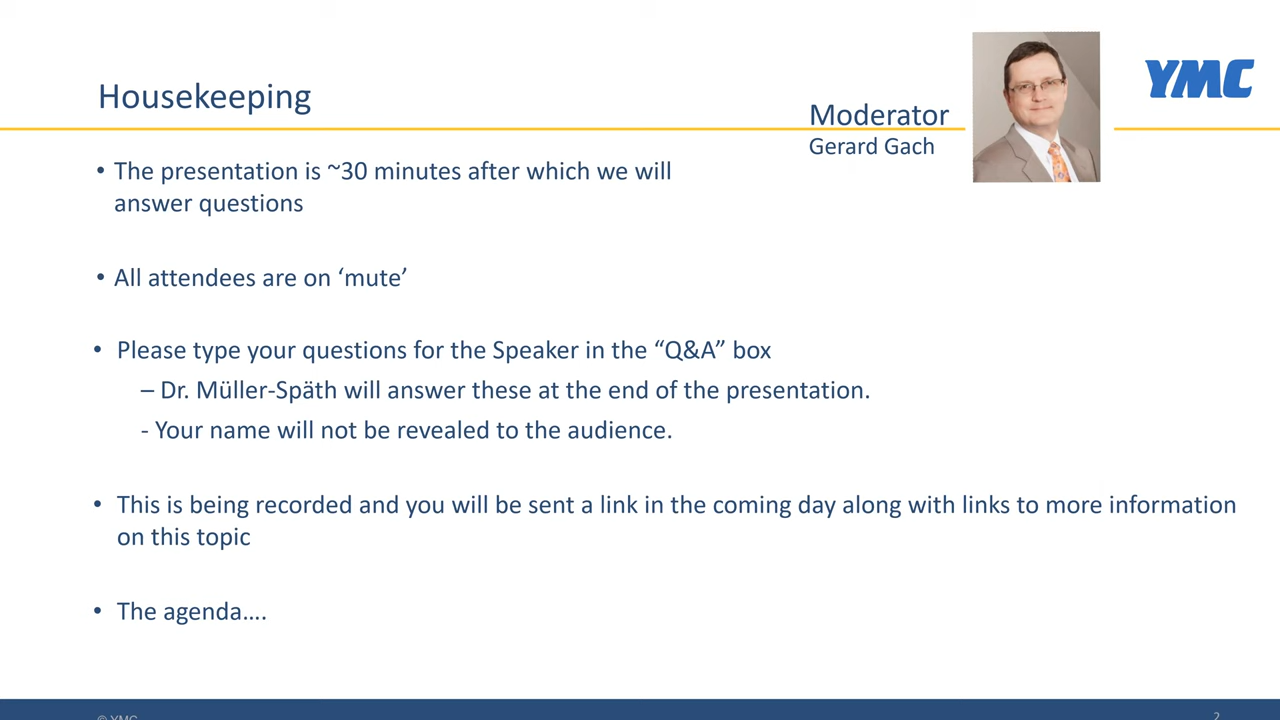 Housekeeping
Moderator
Gerard Gach
YMC
• The presentation is ~30 minutes after which we will
answer questions
• All attendees are on ‘mute’
• Please type your questions for the Speaker in the “Q&A” box
– Dr. Müller-Späth will answer these at the end of the presentation.
- Your name will not be revealed to the audience.
• This is being recorded and you will be sent a link in the coming day along with links to more information
on this topic
• The agenda….
© YMC
2